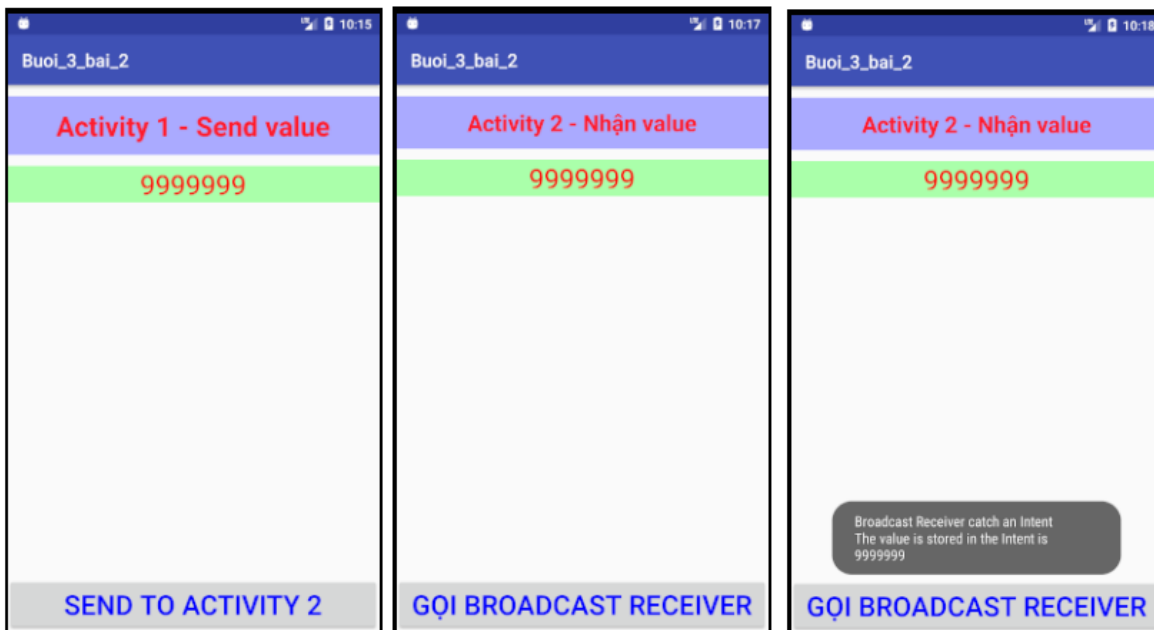 10:15
Buoi_3_bai_2
Activity 1 - Send value
9999999
SEND TO ACTIVITY 2
10:17
Buoi_3_bai_2
Activity 2 - Nhận value
9999999
GỌI BROADCAST RECEIVER
10:18
Buoi_3_bai_2
Activity 2 - Nhận value
9999999
Broadcast Receiver catch an Intent
The value is stored in the Intent is
9999999
GỌI BROADCAST RECEIVER